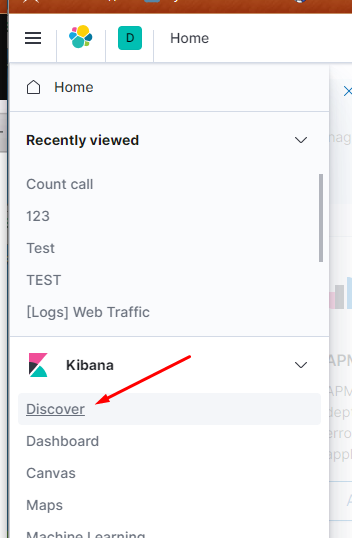 D
Home
Home
Recently viewed
Count call
123
Test
TEST
[Logs] Web Traffic
Kibana
Discover
Dashboard
Canvas
Maps
Machine Learning